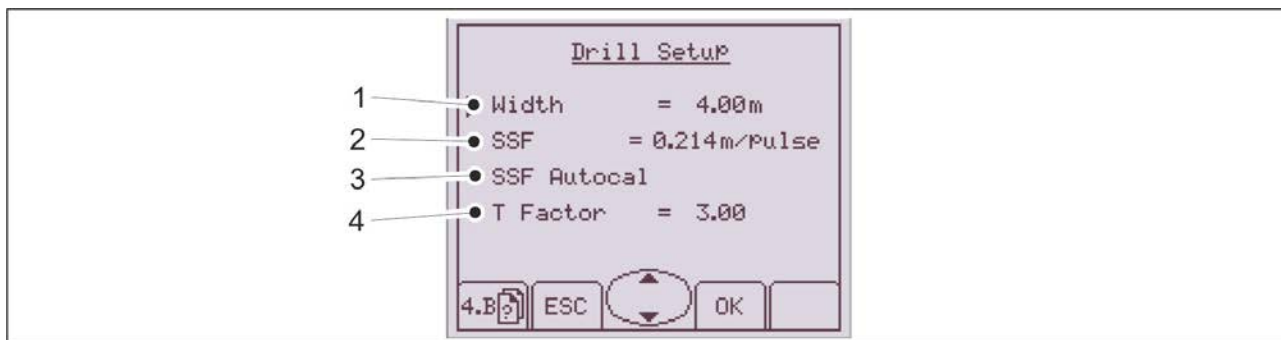 Drill Setup
1 Width = 4.00m
2 SSF = 0.214m/pulse
3 SSF Autocal
4 T Factor = 3.00
4.B ? ESC OK